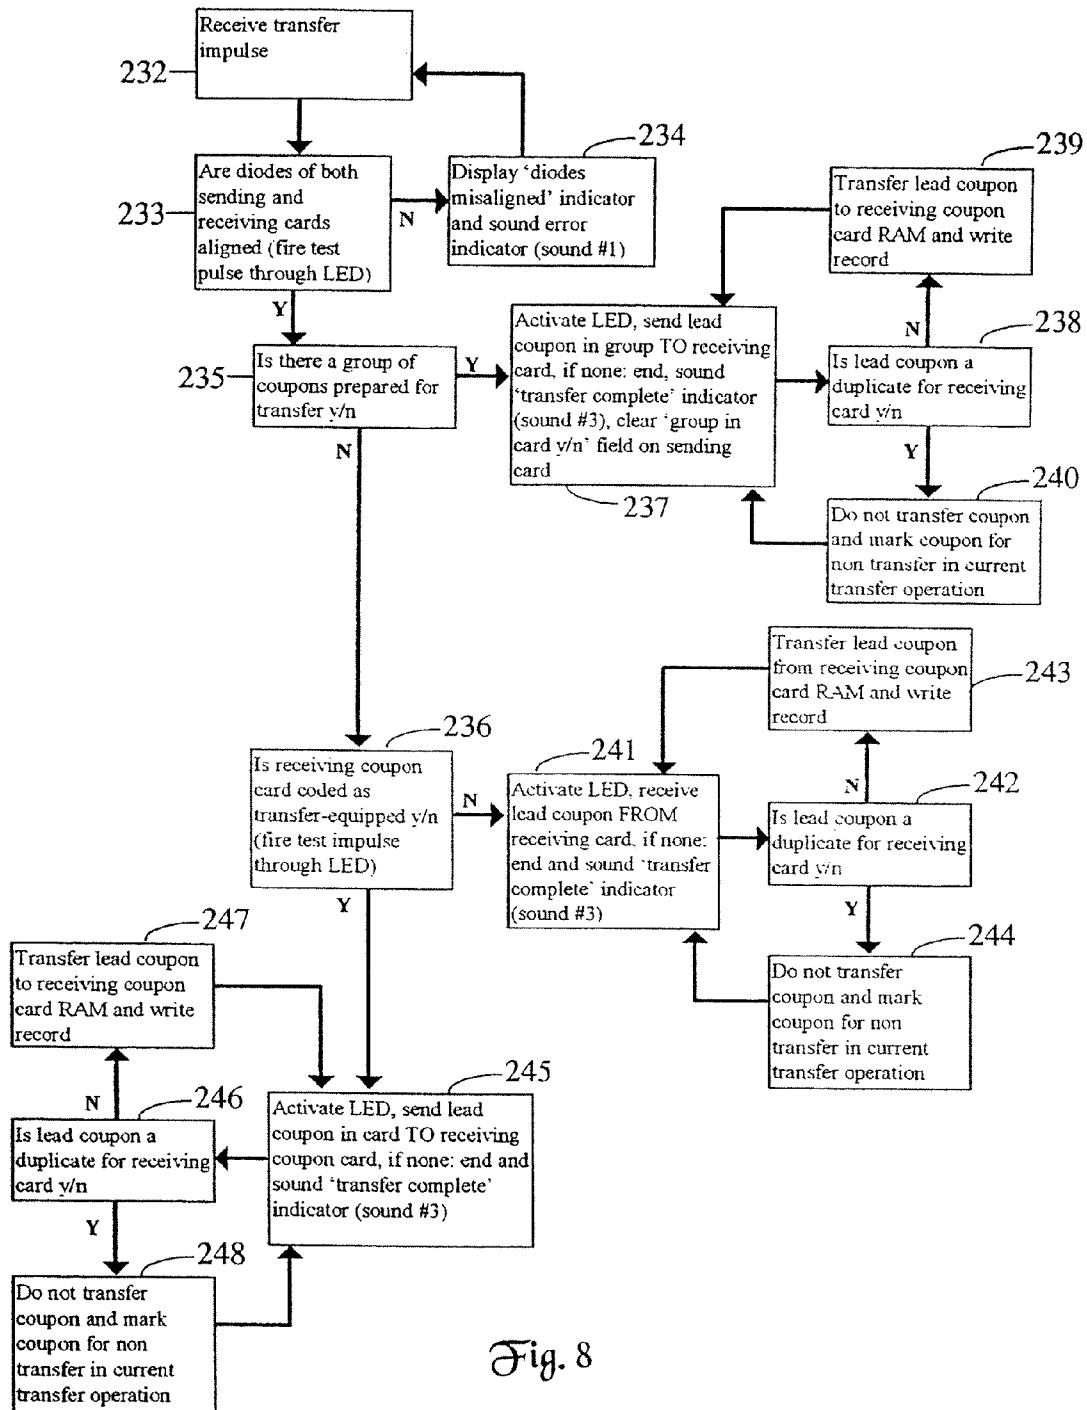 Receive transfer
impulse
232
Are diodes of both
sending and
receiving cards
aligned (fire test
pulse through LED)
233
N
Display ‘diodes
misaligned’ indicator
and sound error
indicator (sound #1)
234
Y
Is there a group of
coupons prepared for
transfer y/n
235
Y
N
Activate LED, send lead
coupon in group TO receiving
card, if none: end, sound
‘transfer complete’ indicator
(sound #3), clear ‘group in
card y/n’ field on sending
card
237
239
Transfer lead coupon
to receiving coupon
card RAM and write
record
N
238
Is lead coupon a
duplicate for receiving
card y/n
Y
240
Do not transfer coupon
and mark coupon for
non transfer in current
transfer operation
236
Is receiving coupon
card coded as
transfer-equipped y/n
(fire test impulse
through LED)
N
Y
241
Activate LED, receive
lead coupon FROM
receiving card, if none:
end and sound ‘transfer
complete’ indicator
(sound #3)
Transfer lead coupon
from receiving coupon
card RAM and write
record
243
N
242
Is lead coupon a
duplicate for receiving
card y/n
Y
244
Do not transfer
coupon and mark
coupon for non
transfer in current
transfer operation
247
Transfer lead coupon
to receiving coupon
card RAM and write
record
N
246
Is lead coupon a
duplicate for receiving
card y/n
Y
245
Activate LED, send lead
coupon in card TO receiving
coupon card, if none: end and
sound ‘transfer complete’
indicator (sound #3)
248
Do not transfer
coupon and mark
coupon for non
transfer in current
transfer operation
Fig. 8